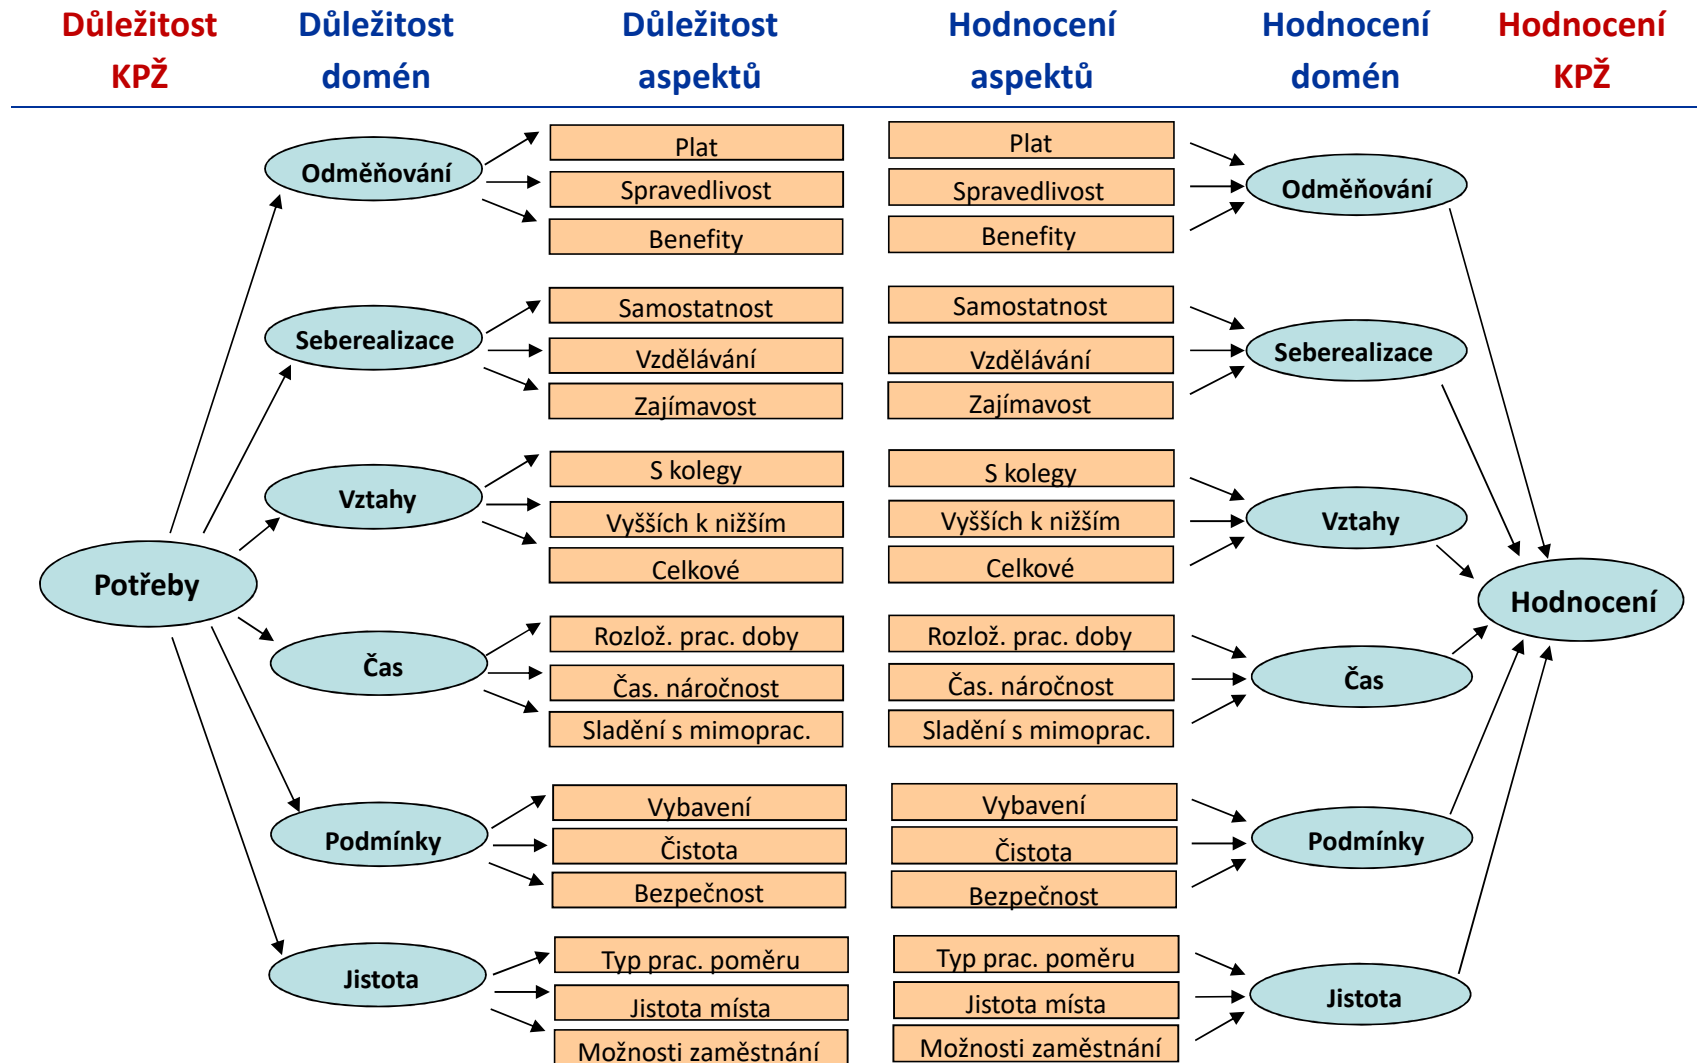 Důležitost KPŽ
Důležitost domén
Důležitost aspektů
Hodnocení aspektů
Hodnocení domén
Hodnocení KPŽ
Potřeby
Odměňování
Plat
Spravedlivost
Benefity
Plat
Spravedlivost
Benefity
Odměňování
Seberealizace
Samostatnost
Vzdělávání
Zajímavost
Samostatnost
Vzdělávání
Zajímavost
Seberealizace
Vztahy
S kolegy
Vyšších k nižším
Celkové
S kolegy
Vyšších k nižším
Celkové
Vztahy
Čas
Rozlož. prac. doby
Čas. náročnost
Sladění s mimoprac.
Rozlož. prac. doby
Čas. náročnost
Sladění s mimoprac.
Čas
Podmínky
Vybavení
Čistota
Bezpečnost
Vybavení
Čistota
Bezpečnost
Podmínky
Jistota
Typ prac. poměru
Jistota místa
Možnosti zaměstnání
Typ prac. poměru
Jistota místa
Možnosti zaměstnání
Jistota
Hodnocení